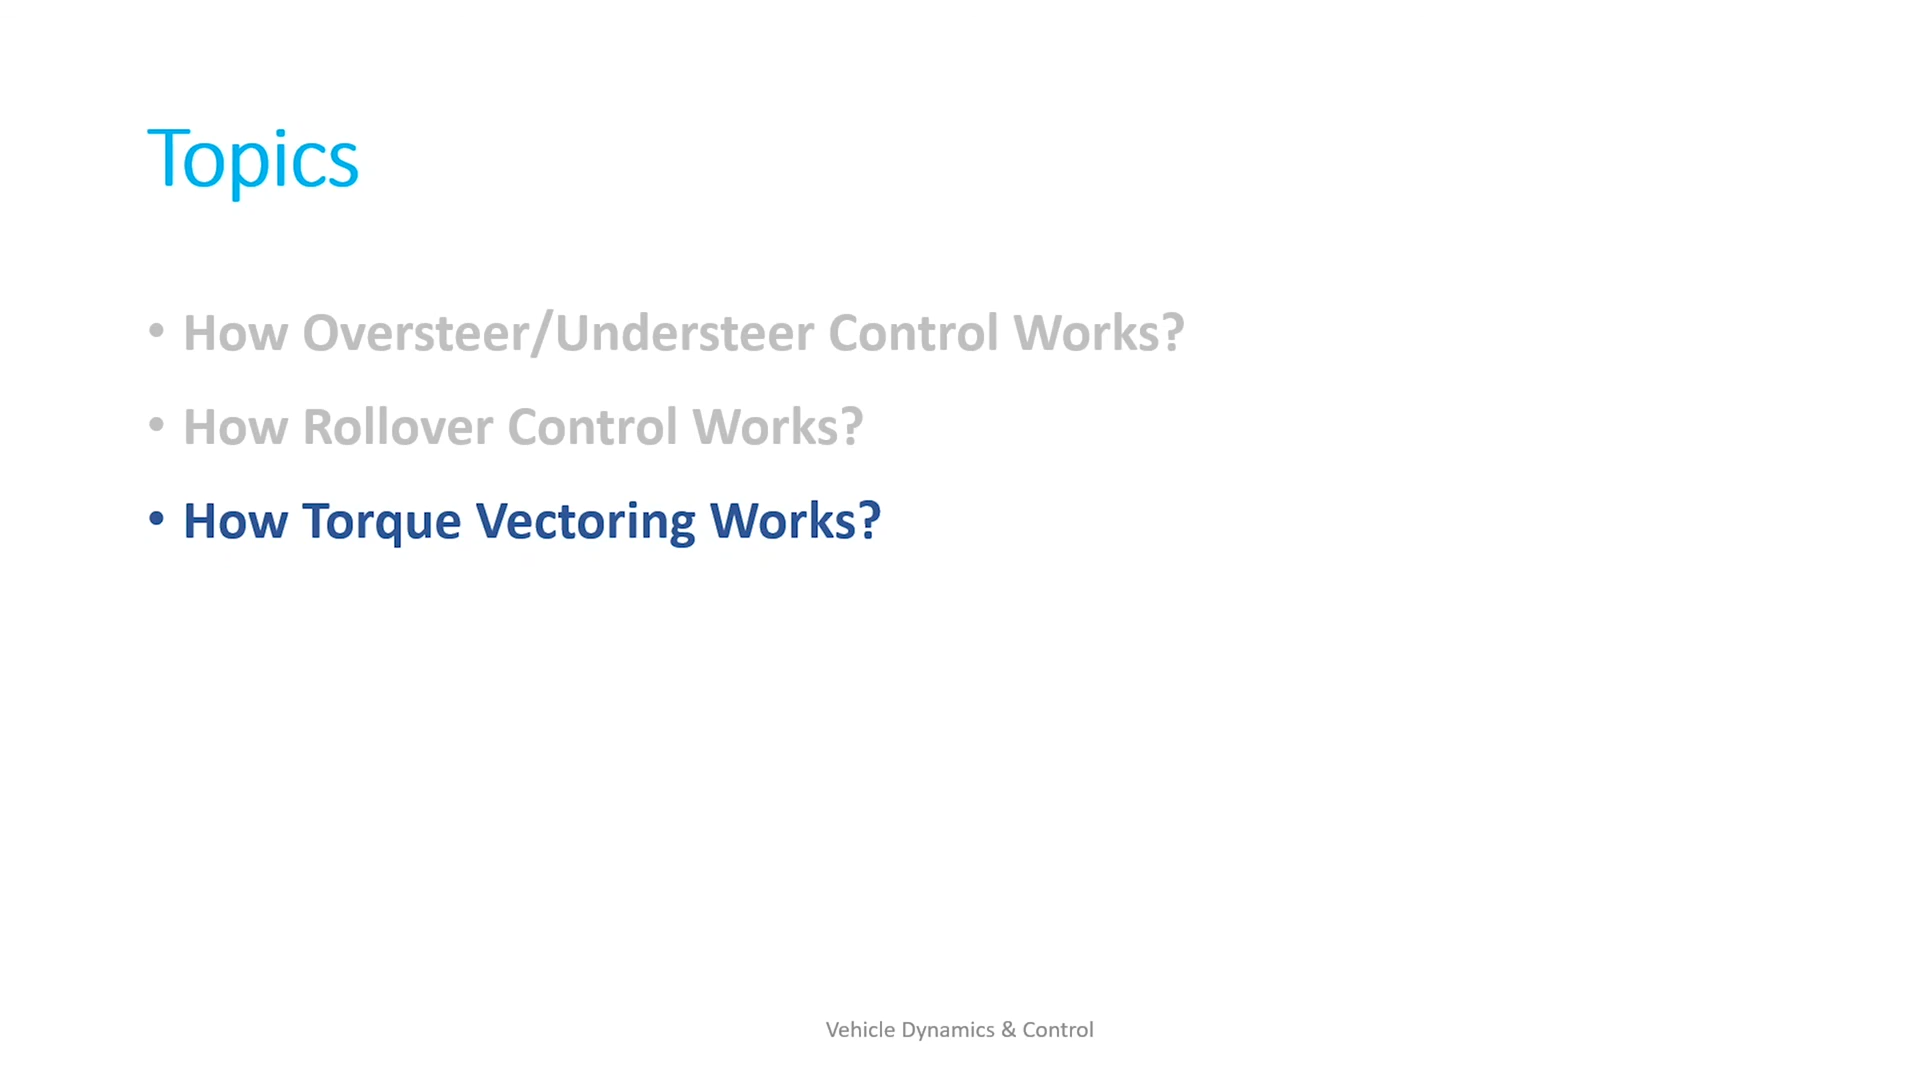 Topics
• How Oversteer/Understeer Control Works?
• How Rollover Control Works?
• How Torque Vectoring Works?
Vehicle Dynamics & Control